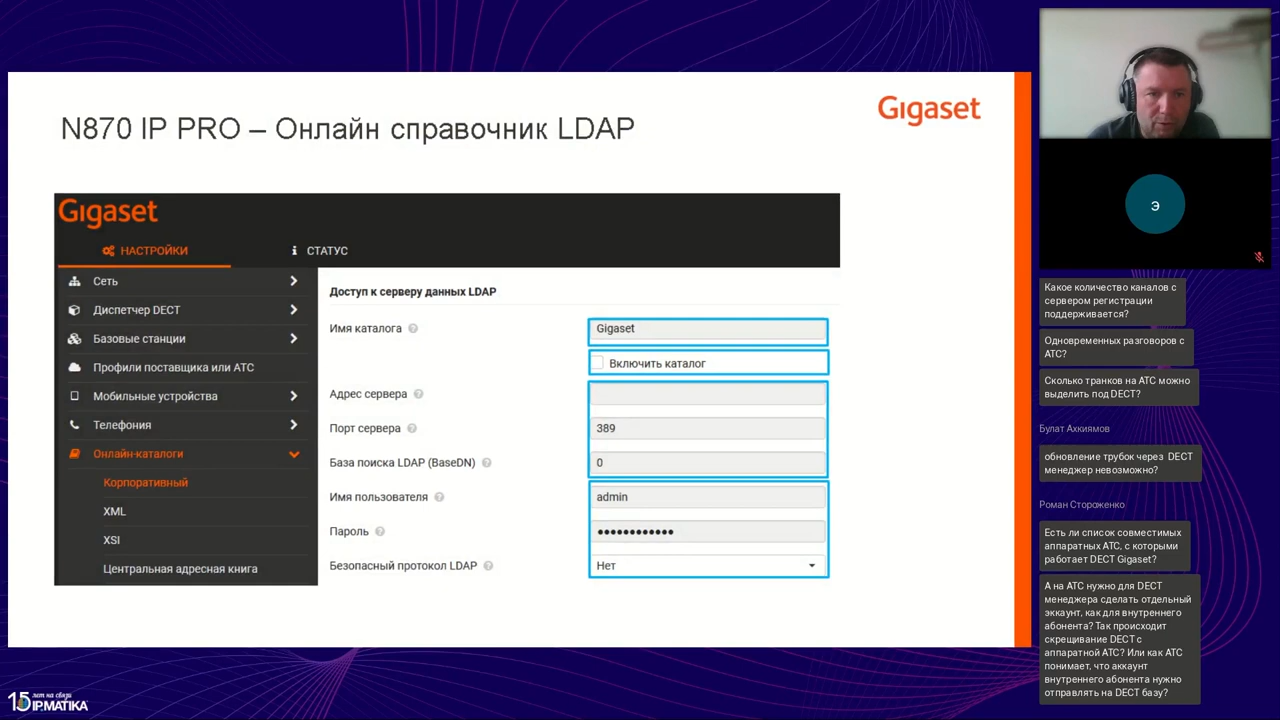 N870 IP PRO – Онлайн справочник LDAP
Gigaset
Gigaset
НАСТРОЙКИ
СТАТУС
Сеть
Диспетчер DECT
Базовые станции
Профили поставщика или АТС
Мобильные устройства
Телефония
Онлайн-каталоги
Корпоративный
XML
XSI
Центральная адресная книга
Доступ к серверу данных LDAP
Имя каталога
Gigaset
Включить каталог
Адрес сервера
Порт сервера
389
База поиска LDAP (BaseDN)
0
Имя пользователя
admin
Пароль
••••••••••••
Безопасный протокол LDAP
Нет
15 лет на связи
IPMATIKA
э
Какое количество каналов с
сервером регистрации
поддерживается?
Одновременных разговоров с
АТС?
Сколько транков на АТС можно
выделить под DECT?
Булат Ахкиямов
обновление трубок через DECT
менеджер невозможно?
Роман Стороженко
Есть ли список совместимых
аппаратных АТС, с которыми
работает DECT Gigaset?
А на АТС нужно для DECT
менеджера сделать отдельный
эккаунт, как для внутреннего
абонента? Так происходит
скрещивание DECT с
аппаратной АТС? Или как АТС
понимает, что аккаунт
внутреннего абонента нужно
отправлять на DECT базу?